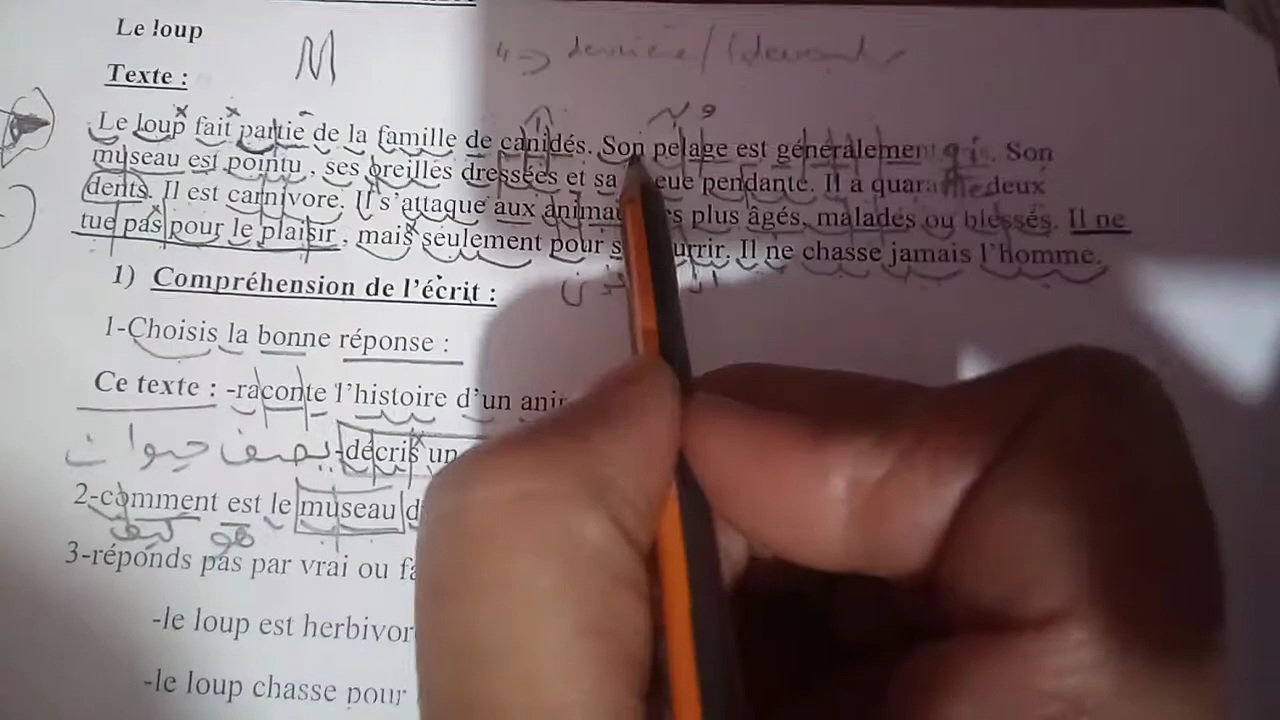 Le loup
M
Texte :
Le loup fait partie de la famille de canidés. Son pelage est généralement gris. Son
museau est pointu , ses oreilles dressées et sa eue pendante. Il a quarante deux
dents. Il est carnivore. Il s’attaque aux anima s plus âgés, malades ou blessés. Il ne
tue pas pour le plaisir , mais seulement pour s urrir. Il ne chasse jamais l’homme.
1) Compréhension de l’écrit :
1-Choisis la bonne réponse :
Ce texte : -raconte l’histoire d’un ani
يصف حيوان -décris un
2-comment est le museau d
كيف هو
3-réponds pas par vrai ou fa
-le loup est herbivor
-le loup chasse pour